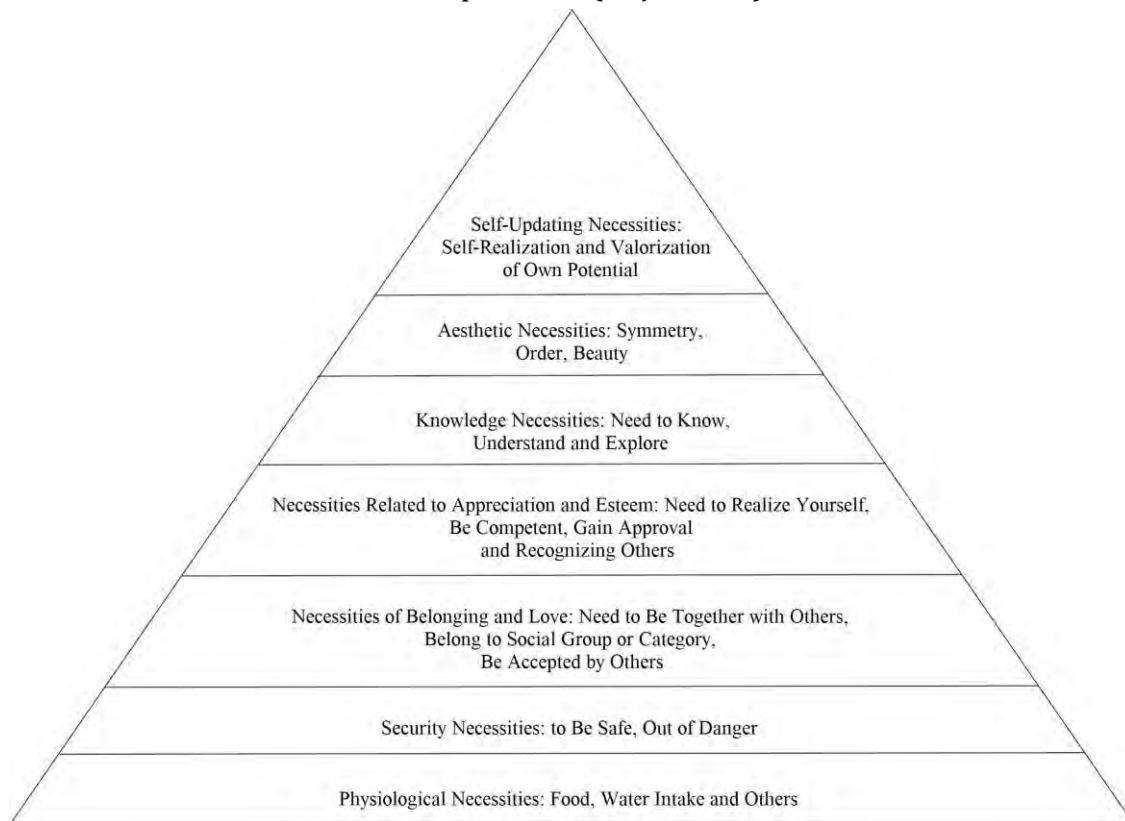 Self-Updating Necessities:
Self-Realization and Valorization
of Own Potential
Aesthetic Necessities: Symmetry,
Order, Beauty
Knowledge Necessities: Need to Know,
Understand and Explore
Necessities Related to Appreciation and Esteem: Need to Realize Yourself,
Be Competent, Gain Approval
and Recognizing Others
Necessities of Belonging and Love: Need to Be Together with Others,
Belong to Social Group or Category,
Be Accepted by Others
Security Necessities: to Be Safe, Out of Danger
Physiological Necessities: Food, Water Intake and Others